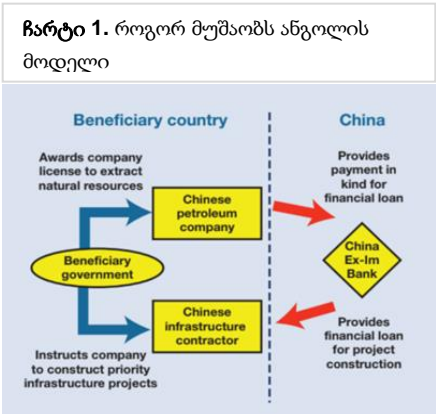 ჩარტი 1. როგორ მუშაობს ანგოლის
მოდელი
Beneficiary country
China
Awards company
license to extract
natural resources
Chinese
petroleum
company
Provides
payment in
kind for
financial loan
Beneficiary
government
China
Ex-Im
Bank
Chinese
infrastructure
contractor
Instructs company
to construct priority
infrastructure projects
Provides
financial loan
for project
construction